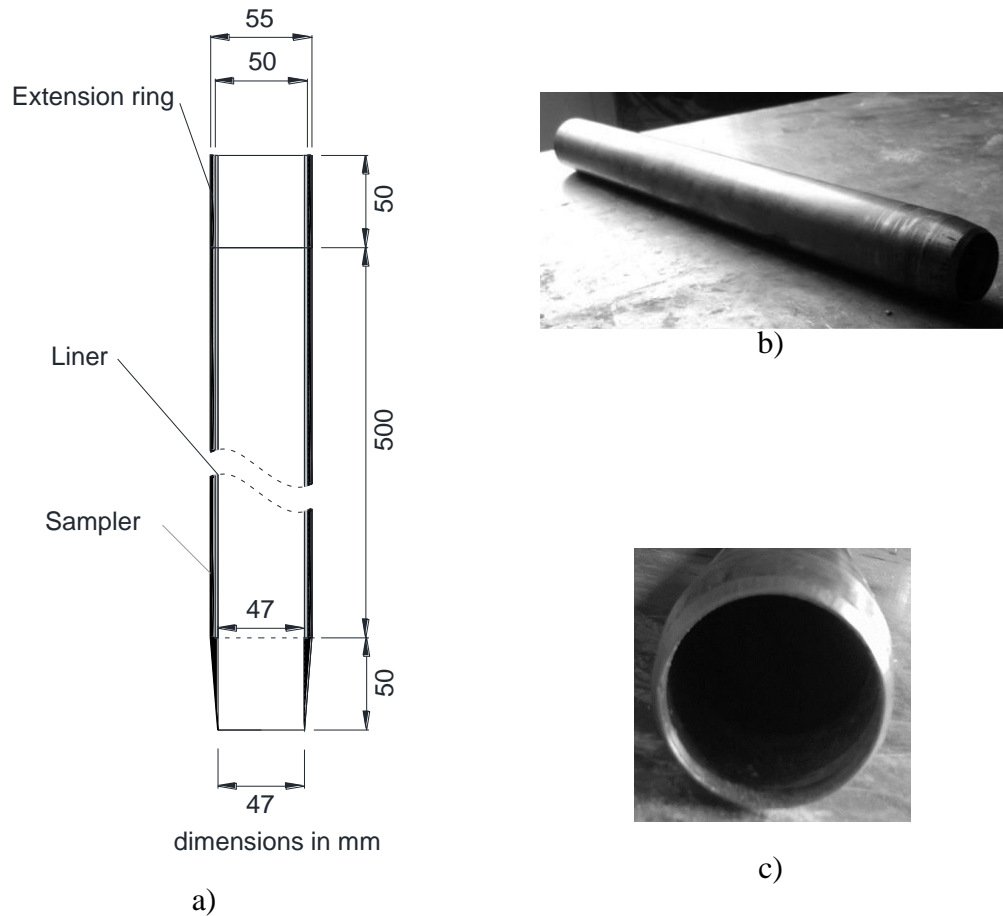 55
50
Extension ring
50
Liner
500
Sampler
47
50
47
dimensions in mm
a)
b)
c)